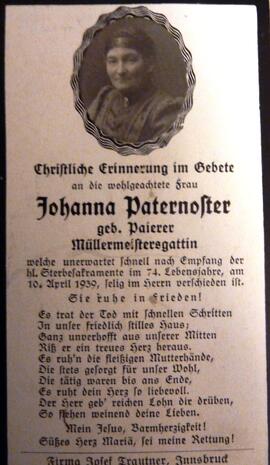 Christliche Erinnerung im Gebete
an die wohlgeachtete Frau
Johanna Paternoster
geb. Paierer
Müllermeistersgattin
welche unerwartet schnell nach Empfang der
hl. Sterbesakramente im 74. Lebensjahre, am
10. April 1939, selig im Herrn verschieden ist.
Sie ruhe in Frieden!
Es trat der Tod mit schnellen Schritten
In unser friedlich stilles Haus;
Ganz unverhofft aus unserer Mitten
Riß er ein treues Herz heraus.
Es ruh'n die fleißigen Mutterhände,
Die stets gesorgt für unser Wohl,
Die tätig waren bis ans Ende,
Es ruht dein Herz so liebevoll.
Der Herr geb' reichen Lohn dir drüben,
So stehen weinend deine Lieben.
Mein Jesus, Barmherzigkeit!
Süßes Herz Mariä, sei meine Rettung!
Firma Josef Trautner, Innsbruck